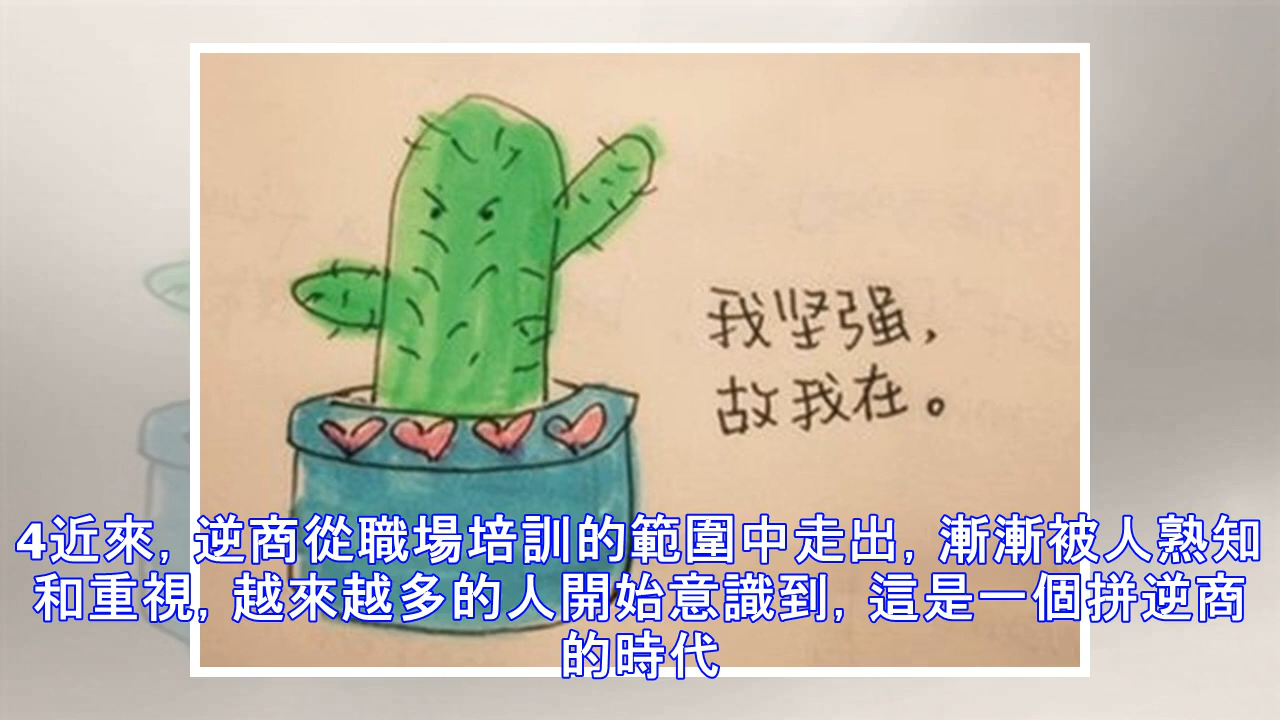 我坚强,
故我在。
4近來, 逆商從職場培訓的範圍中走出, 漸漸被人熟知
和重視, 越來越多的人開始意識到, 這是一個拼逆商
的時代